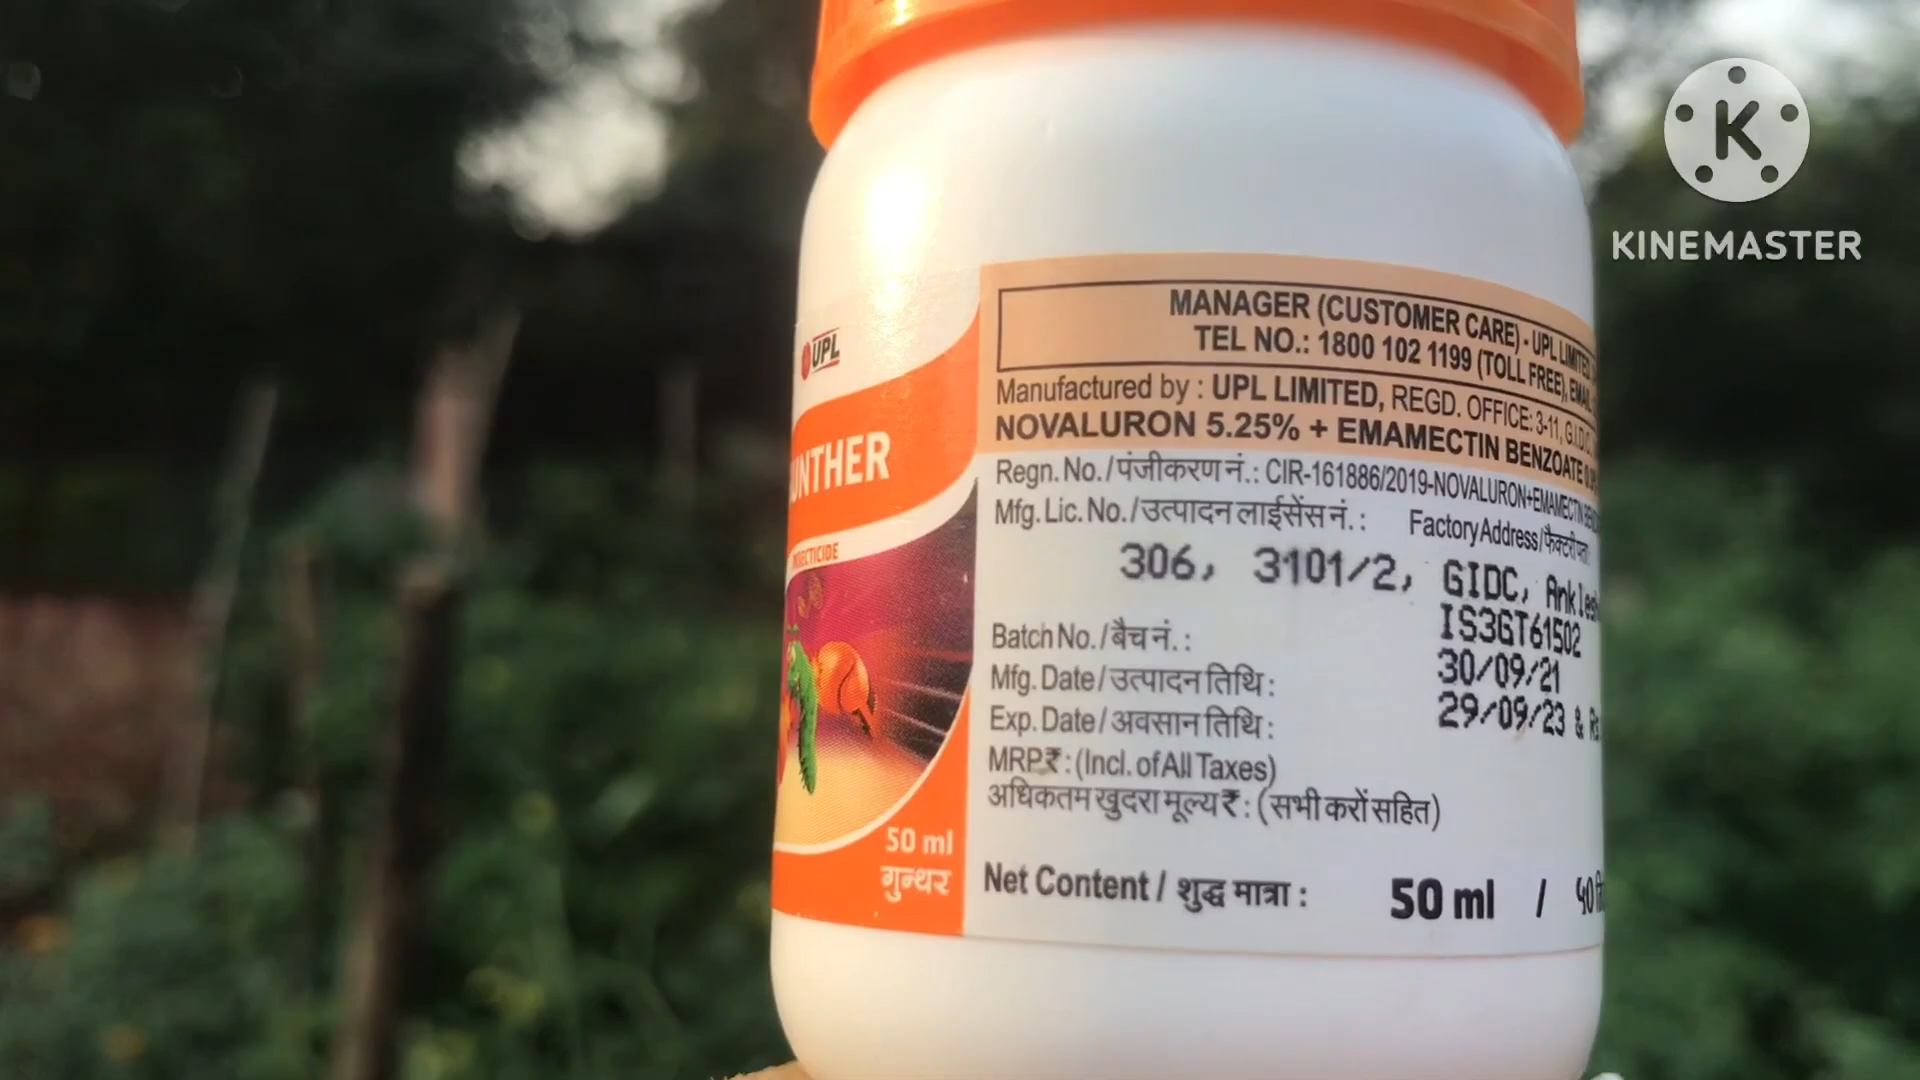 K
KINEMASTER
UPL
UNTHER
INSECTICIDE
50 ml
गुन्थर
MANAGER (CUSTOMER CARE) - UPL LIMITED
TEL NO.: 1800 102 1199 (TOLL FREE), EMAIL
Manufactured by : UPL LIMITED, REGD. OFFICE: 3-11, G.I.D.C.
NOVALURON 5.25% + EMAMECTIN BENZOATE
Regn. No. / पंजीकरण नं.: CIR-161886/2019-NOVALURON+EMAMECTIN
Mfg. Lic. No. / उत्पादन लाईसेंस नं.: Factory Address / फैक्टरी पता:
306, 3101/2, GIDC,
Batch No. / बैच नं. : IS3GT61502
Mfg. Date / उत्पादन तिथि : 30/09/21
Exp. Date / अवसान तिथि : 29/09/23 &
MRP ₹ : (Incl. of All Taxes)
अधिकतम खुदरा मूल्य ₹ : (सभी करों सहित)
Net Content / शुद्ध मात्रा : 50 ml / ५०